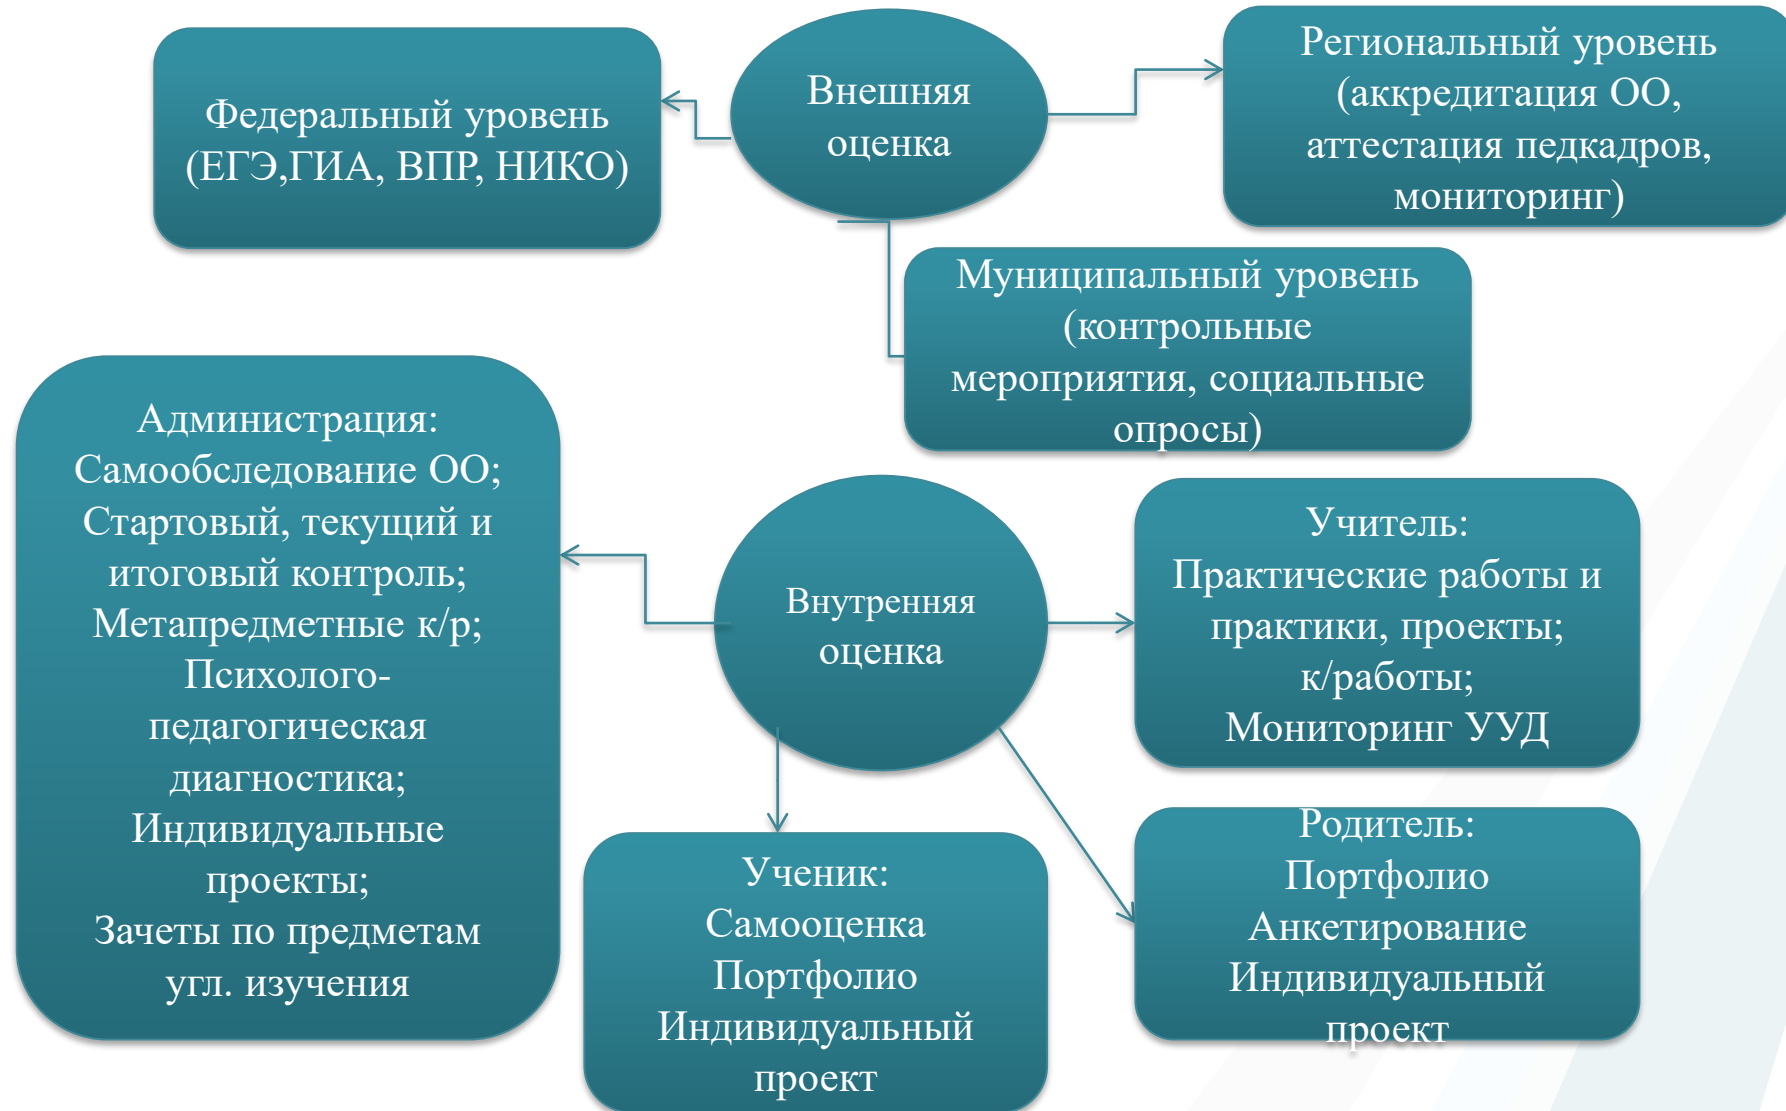 Федеральный уровень
(ЕГЭ,ГИА, ВПР, НИКО)
Внешняя
оценка
Региональный уровень
(аккредитация ОО,
аттестация педкадров,
мониторинг)
Муниципальный уровень
(контрольные
мероприятия, социальные
опросы)
Администрация:
Самообследование ОО;
Стартовый, текущий и
итоговый контроль;
Метапредметные к/р;
Психолого-
педагогическая
диагностика;
Индивидуальные
проекты;
Зачеты по предметам
угл. изучения
Внутренняя
оценка
Учитель:
Практические работы и
практики, проекты;
к/работы;
Мониторинг УУД
Ученик:
Самооценка
Портфолио
Индивидуальный
проект
Родитель:
Портфолио
Анкетирование
Индивидуальный
проект